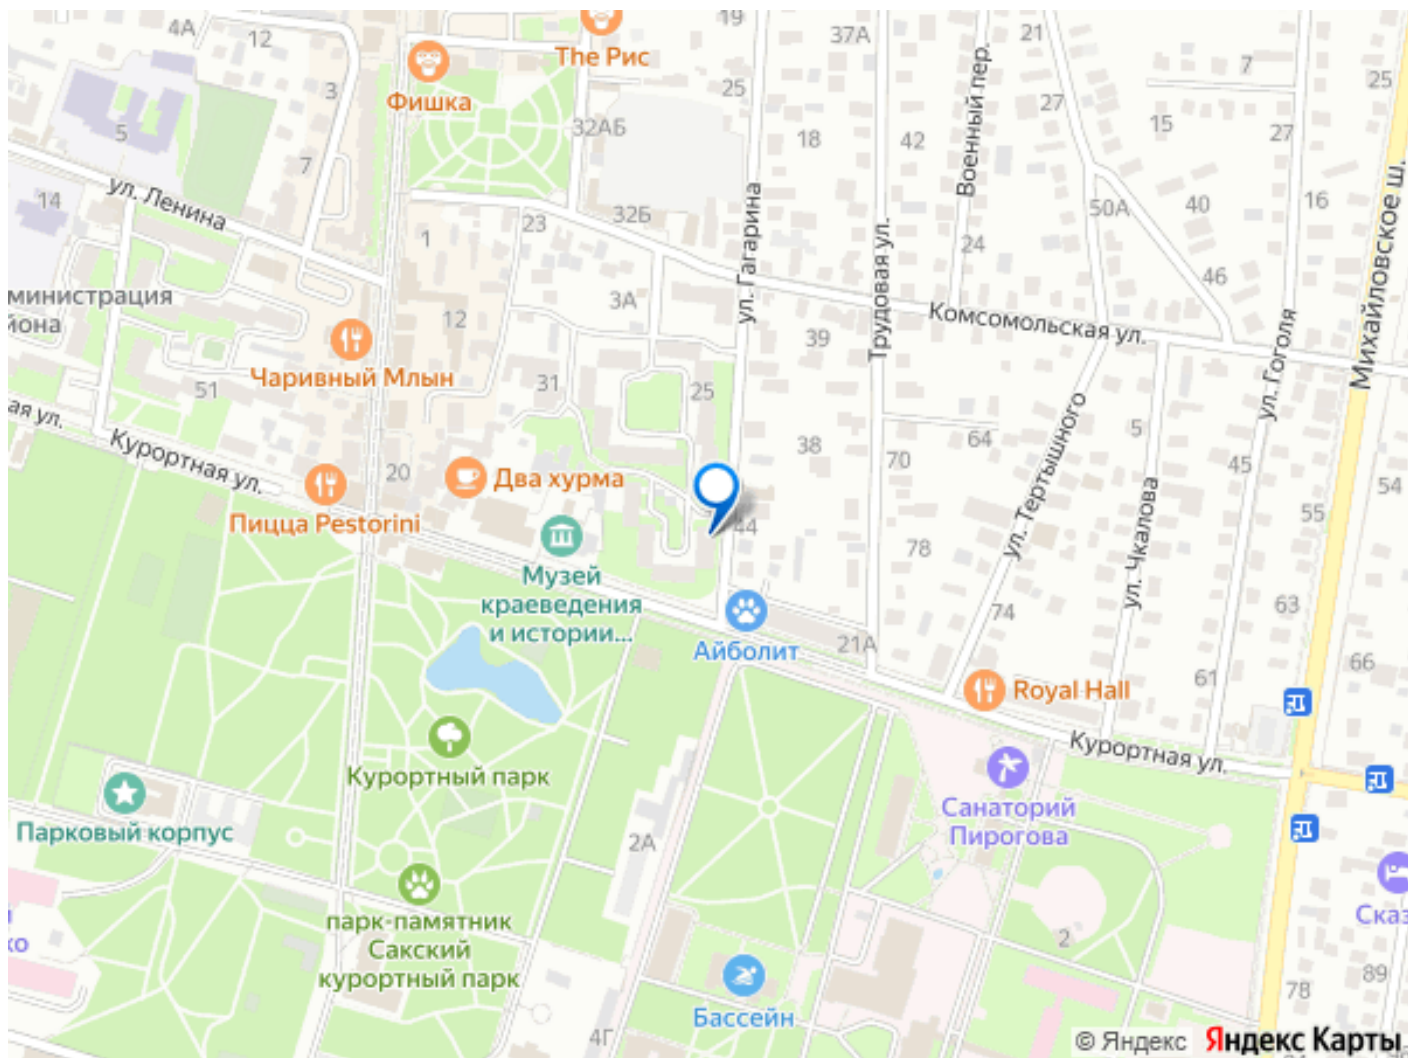 4А
12
19
37А
21
The Рис
7
25
Фишка
3
25
27
15
27
5
32АБ
18
42
Военный пер.
7
ул. Ленина
14
32Б
23
ул. Гагарина
50А
40
16
1
24
Трудовая ул.
46
Михайловское ш.
министрация
йона
3А
12
Комсомольская ул.
39
ул. Гоголя
Чаривный Млын
51
31
25
ая ул.
Курортная ул.
38
64
5
ул. Тертышного
20
Два хурма
70
45
54
Пицца Pestorini
44
78
55
ул. Чкалова
Музей
краеведения
и истории...
74
63
Айболит
21А
66
61
Royal Hall
Курортная ул.
Курортный парк
Санаторий
Пирогова
Парковый корпус
2А
парк-памятник
Сакский
курортный парк
ко
2
Сказ
89
78
Бассейн
4Г
© Яндекс Яндекс Карты